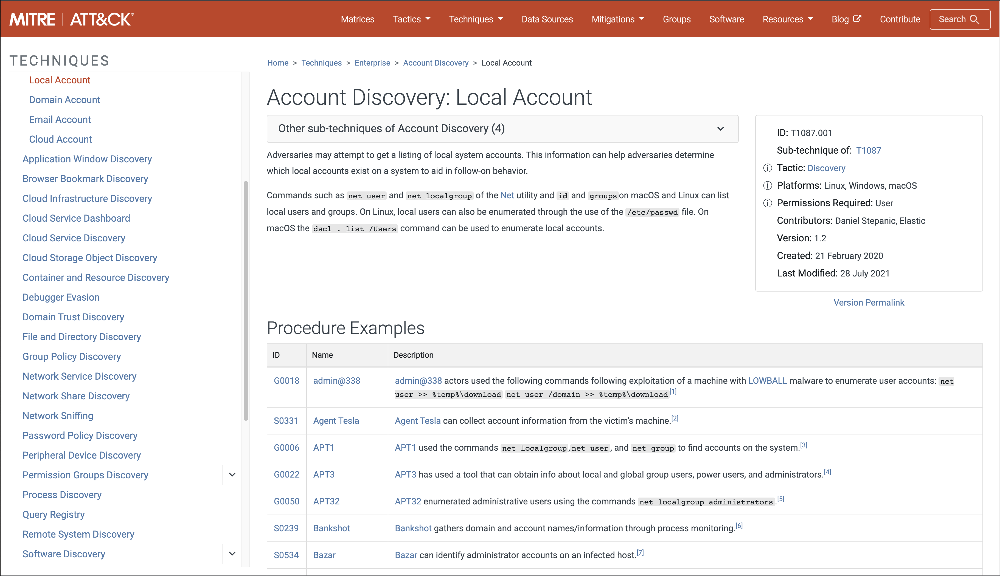 MITRE | ATT&CK®
Matrices
Tactics
Techniques
Data Sources
Mitigations
Groups
Software
Resources
Blog
Contribute
Search
TECHNIQUES
Local Account
Domain Account
Email Account
Cloud Account
Application Window Discovery
Browser Bookmark Discovery
Cloud Infrastructure Discovery
Cloud Service Dashboard
Cloud Service Discovery
Cloud Storage Object Discovery
Container and Resource Discovery
Debugger Evasion
Domain Trust Discovery
File and Directory Discovery
Group Policy Discovery
Network Service Discovery
Network Share Discovery
Network Sniffing
Password Policy Discovery
Peripheral Device Discovery
Permission Groups Discovery
Process Discovery
Query Registry
Remote System Discovery
Software Discovery
Home > Techniques > Enterprise > Account Discovery > Local Account
Account Discovery: Local Account
Other sub-techniques of Account Discovery (4)
Adversaries may attempt to get a listing of local system accounts. This information can help adversaries determine
which local accounts exist on a system to aid in follow-on behavior.
Commands such as net user and net localgroup of the Net utility and id and groups on macOS and Linux can list
local users and groups. On Linux, local users can also be enumerated through the use of the /etc/passwd file. On
macOS the dscl . list /Users command can be used to enumerate local accounts.
ID: T1087.001
Sub-technique of: T1087
Tactic: Discovery
Platforms: Linux, Windows, macOS
Permissions Required: User
Contributors: Daniel Stepanic, Elastic
Version: 1.2
Created: 21 February 2020
Last Modified: 28 July 2021
Version Permalink
Procedure Examples
ID Name Description
G0018 admin@338 admin@338 actors used the following commands following exploitation of a machine with LOWBALL malware to enumerate user accounts: net
user >> %temp%\download net user /domain >> %temp%\download[1]
S0331 Agent Tesla Agent Tesla can collect account information from the victim’s machine.[2]
G0006 APT1 APT1 used the commands net localgroup,net user, and net group to find accounts on the system.[3]
G0022 APT3 APT3 has used a tool that can obtain info about local and global group users, power users, and administrators.[4]
G0050 APT32 APT32 enumerated administrative users using the commands net localgroup administrators.[5]
S0239 Bankshot Bankshot gathers domain and account names/information through process monitoring.[6]
S0534 Bazar Bazar can identify administrator accounts on an infected host.[7]